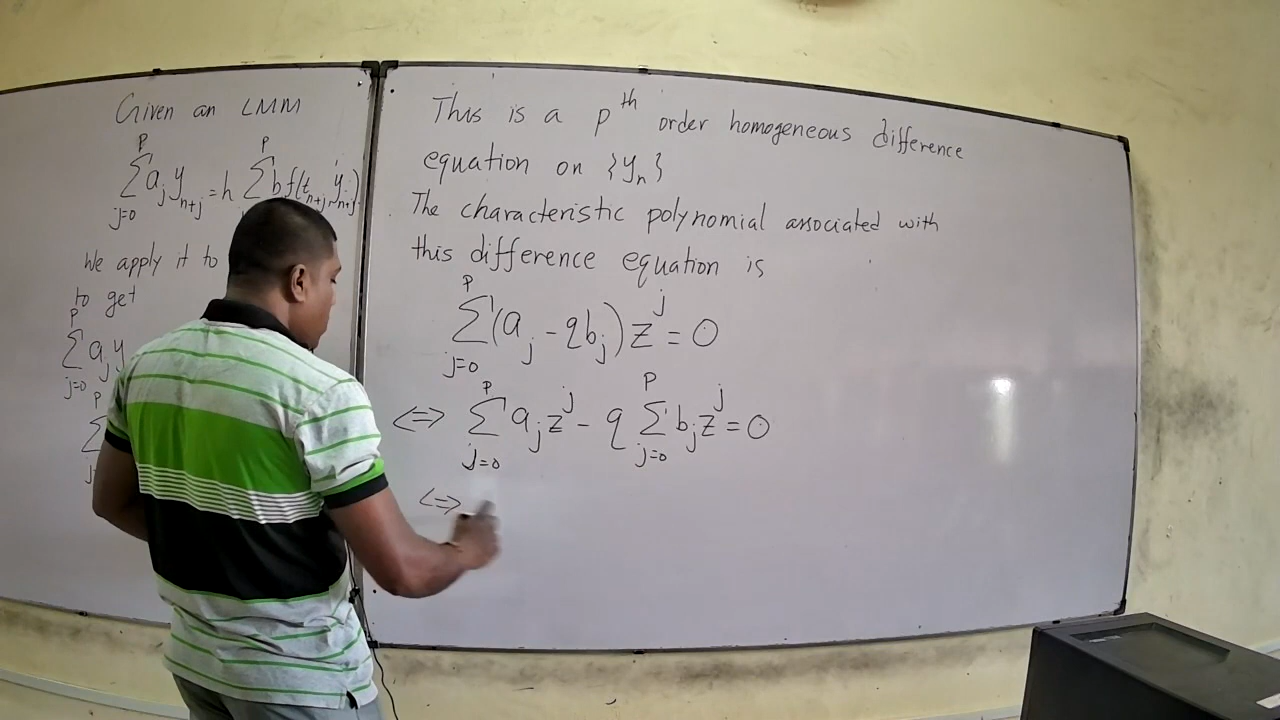 Given an LMM
p p
∑ a_j y_{n+j} = h ∑ b f(t_{n+j}, y_{n+j})
j=0
We apply it to
to get
p
∑ a_j y
j=0
p
∑
j
This is a p^{th} order homogeneous difference
equation on {y_n}
The characteristic polynomial associated with
this difference equation is
p
∑ (a_j - qb_j) z^j = 0
j=0
p p
<=> ∑ a_j z^j - q ∑ b_j z^j = 0
j=0 j=0
<=>